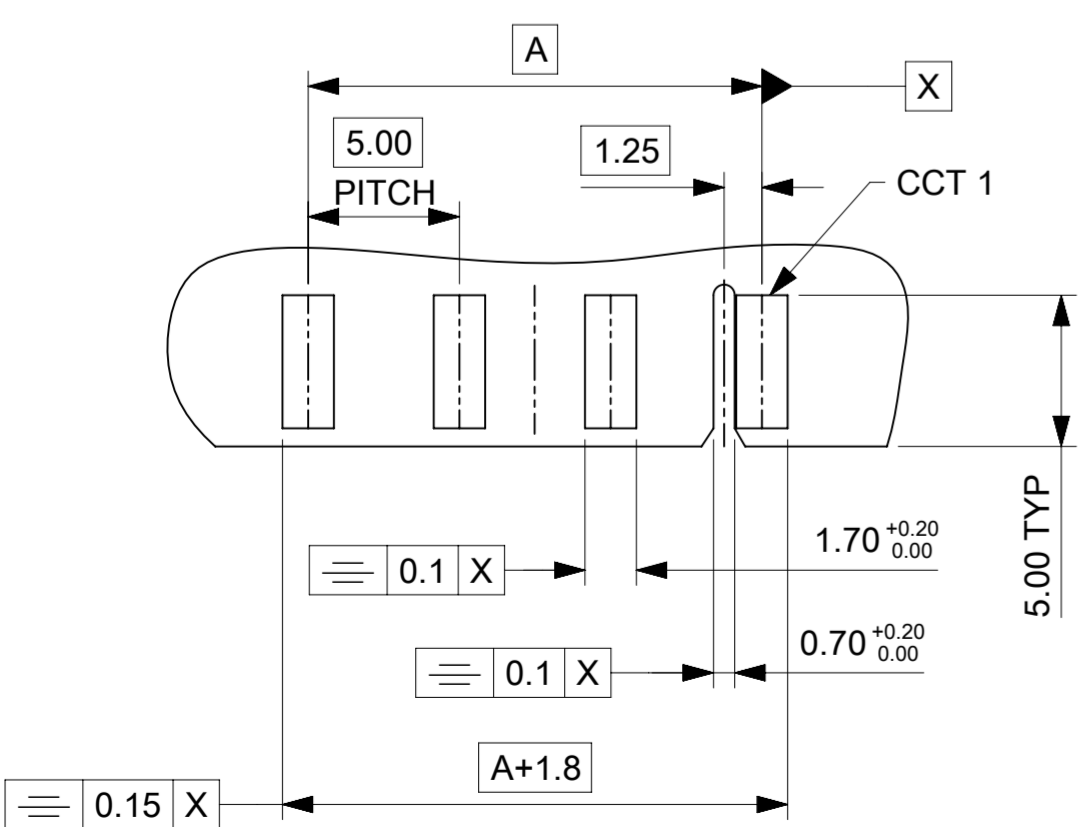 A
X
5.00
PITCH
1.25
CCT 1
5.00 TYP
1.70 +0.20 0.00
0.1 X
0.70 +0.20 0.00
0.1 X
A+1.8
0.15 X